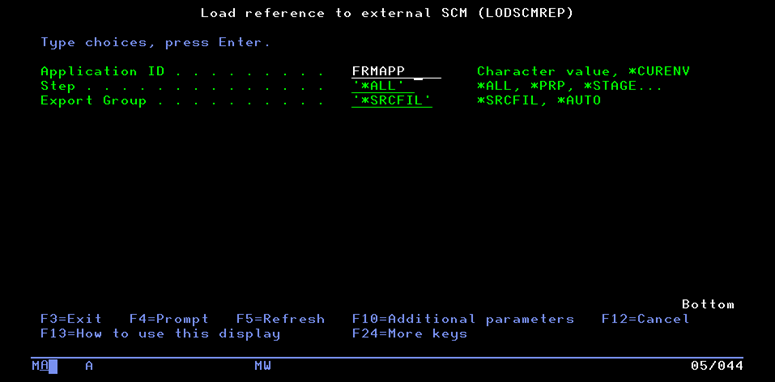 Load reference to external SCM (LODSCMREP)
Type choices, press Enter.
Application ID . . . . . . . . . FRMAPP Character value, *CURENV
Step . . . . . . . . . . . . . . '*ALL' *ALL, *PRP, *STAGE...
Export Group . . . . . . . . . . '*SRCFIL' *SRCFIL, *AUTO
Bottom
F3=Exit F4=Prompt F5=Refresh F10=Additional parameters F12=Cancel
F13=How to use this display F24=More keys
MA A MW 05/044